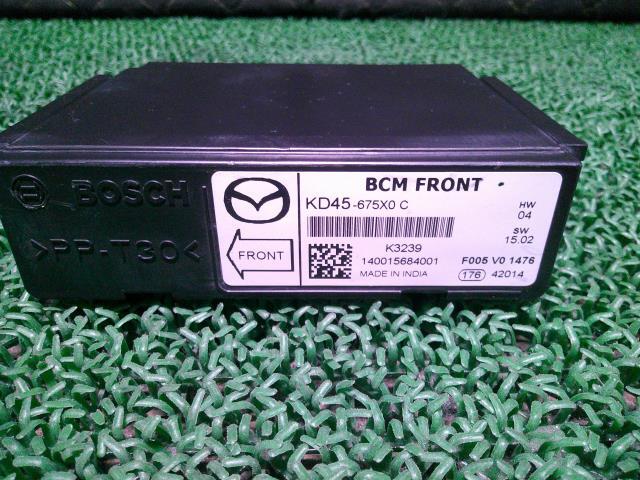 BOSCH
>PP-T30<
BCM FRONT
KD45-675X0 C
HW
04
SW
15.02
FRONT
K3239
140015684001
MADE IN INDIA
F005 V0 1476
176 42014